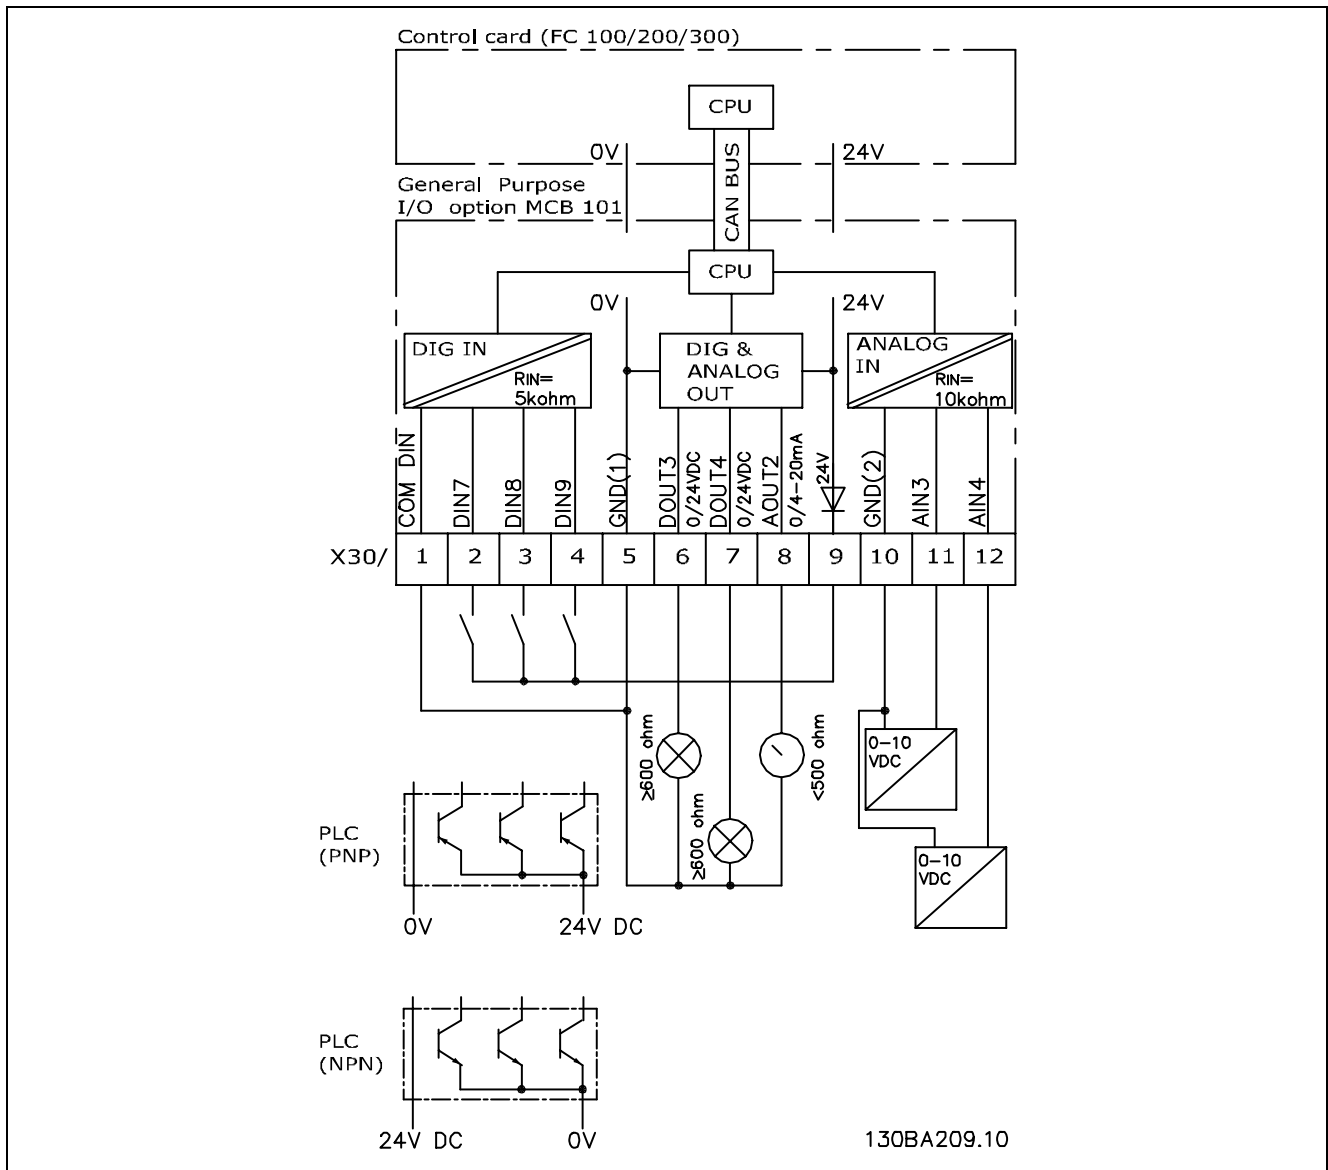 Control card (FC 100/200/300)
CPU
0V
24V
CAN BUS
General Purpose
I/O option MCB 101
CPU
0V
24V
DIG IN
RIN=
5kohm
DIG &
ANALOG
OUT
ANALOG
IN
RIN=
10kohm
COM DIN
DIN7
DIN8
DIN9
GND(1)
DOUT3
0/24VDC
DOUT4
0/24VDC
AOUT2
0/4-20mA
24V
GND(2)
AIN3
AIN4
X30/ 1 2 3 4 5 6 7 8 9 10 11 12
≥600 ohm
≥600 ohm
<500 ohm
0-10
VDC
0-10
VDC
PLC
(PNP)
0V
24V DC
PLC
(NPN)
24V DC
0V
130BA209.10